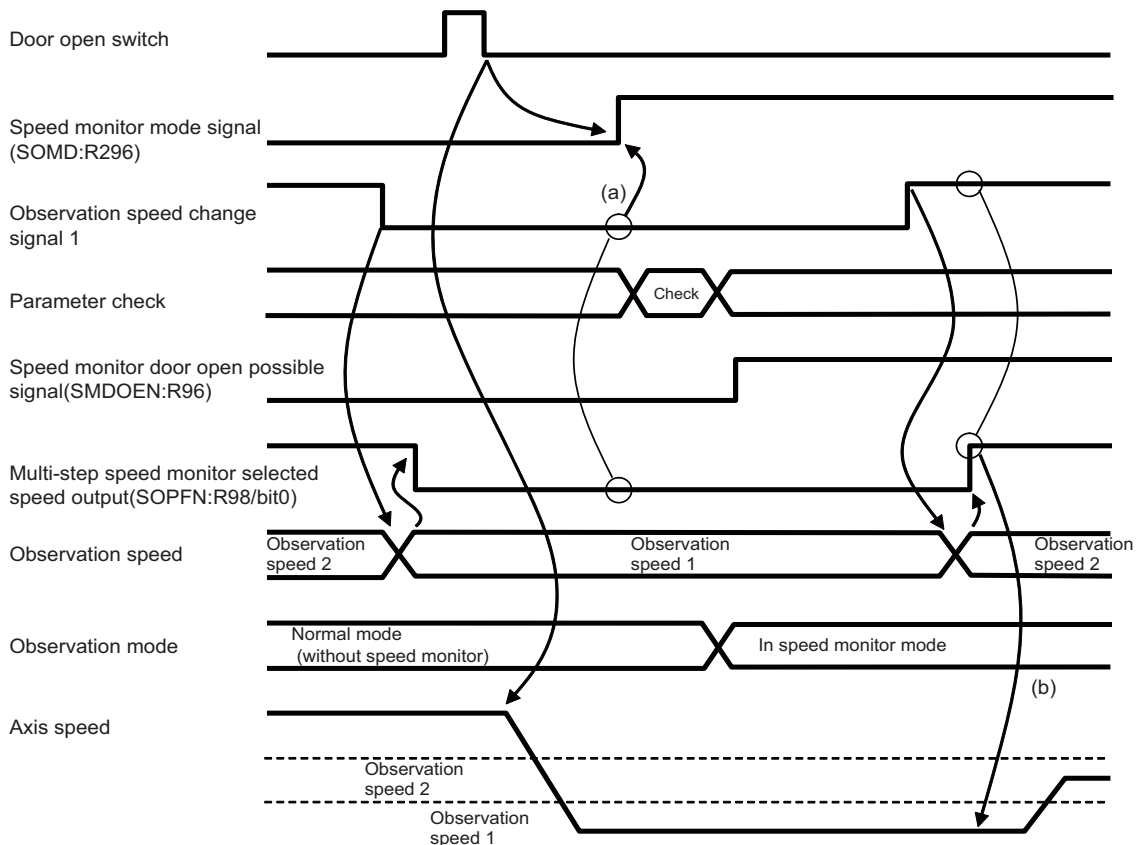 Door open switch
Speed monitor mode signal
(SOMD:R296)
(a)
Observation speed change
signal 1
Parameter check
Check
Speed monitor door open possible
signal(SMDOEN:R96)
Multi-step speed monitor selected
speed output(SOPFN:R98/bit0)
Observation speed
Observation
speed 2
Observation
speed 1
Observation
speed 2
Observation mode
Normal mode
(without speed monitor)
In speed monitor mode
(b)
Axis speed
Observation
speed 2
Observation
speed 1